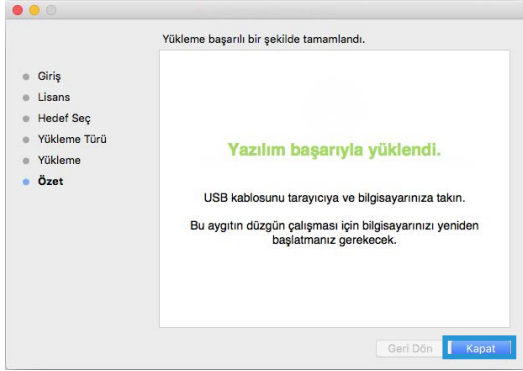 Yükleme başarılı bir şekilde tamamlandı.
Giriş
Lisans
Hedef Seç
Yükleme Türü
Yükleme
Özet
Yazılım başarıyla yüklendi.
USB kablosunu tarayıcıya ve bilgisayarınıza takın.
Bu aygıtın düzgün çalışması için bilgisayarınızı yeniden
başlatmanız gerekecek.
Geri Dön
Kapat